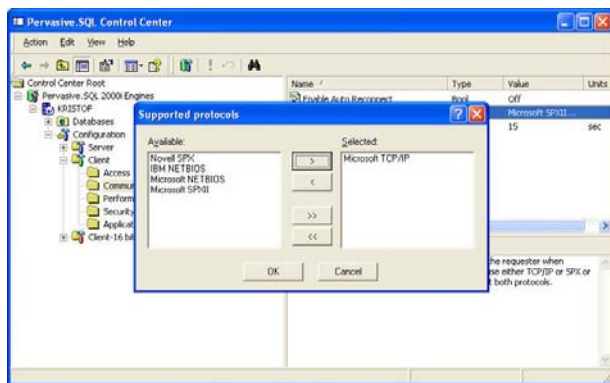 Pervasive.SQL Control Center
Action Edit View Help
Control Center Root
Pervasive.SQL 2000i Engines
KRISTOF
Databases
Configuration
Server
Client
Access
Commu
Perform
Security
Applicat
Client-16 bit
Name Type Value Units
Enable Auto Reconnect Bool Off
Microsoft SPXII...
15 sec
Supported protocols
Available:
Novell SPX
IBM NETBIOS
Microsoft NETBIOS
Microsoft SPXII
>
<
>>
<<
Selected:
Microsoft TCP/IP
OK Cancel
the requester when
use either TCP/IP or SPX or
both protocols.